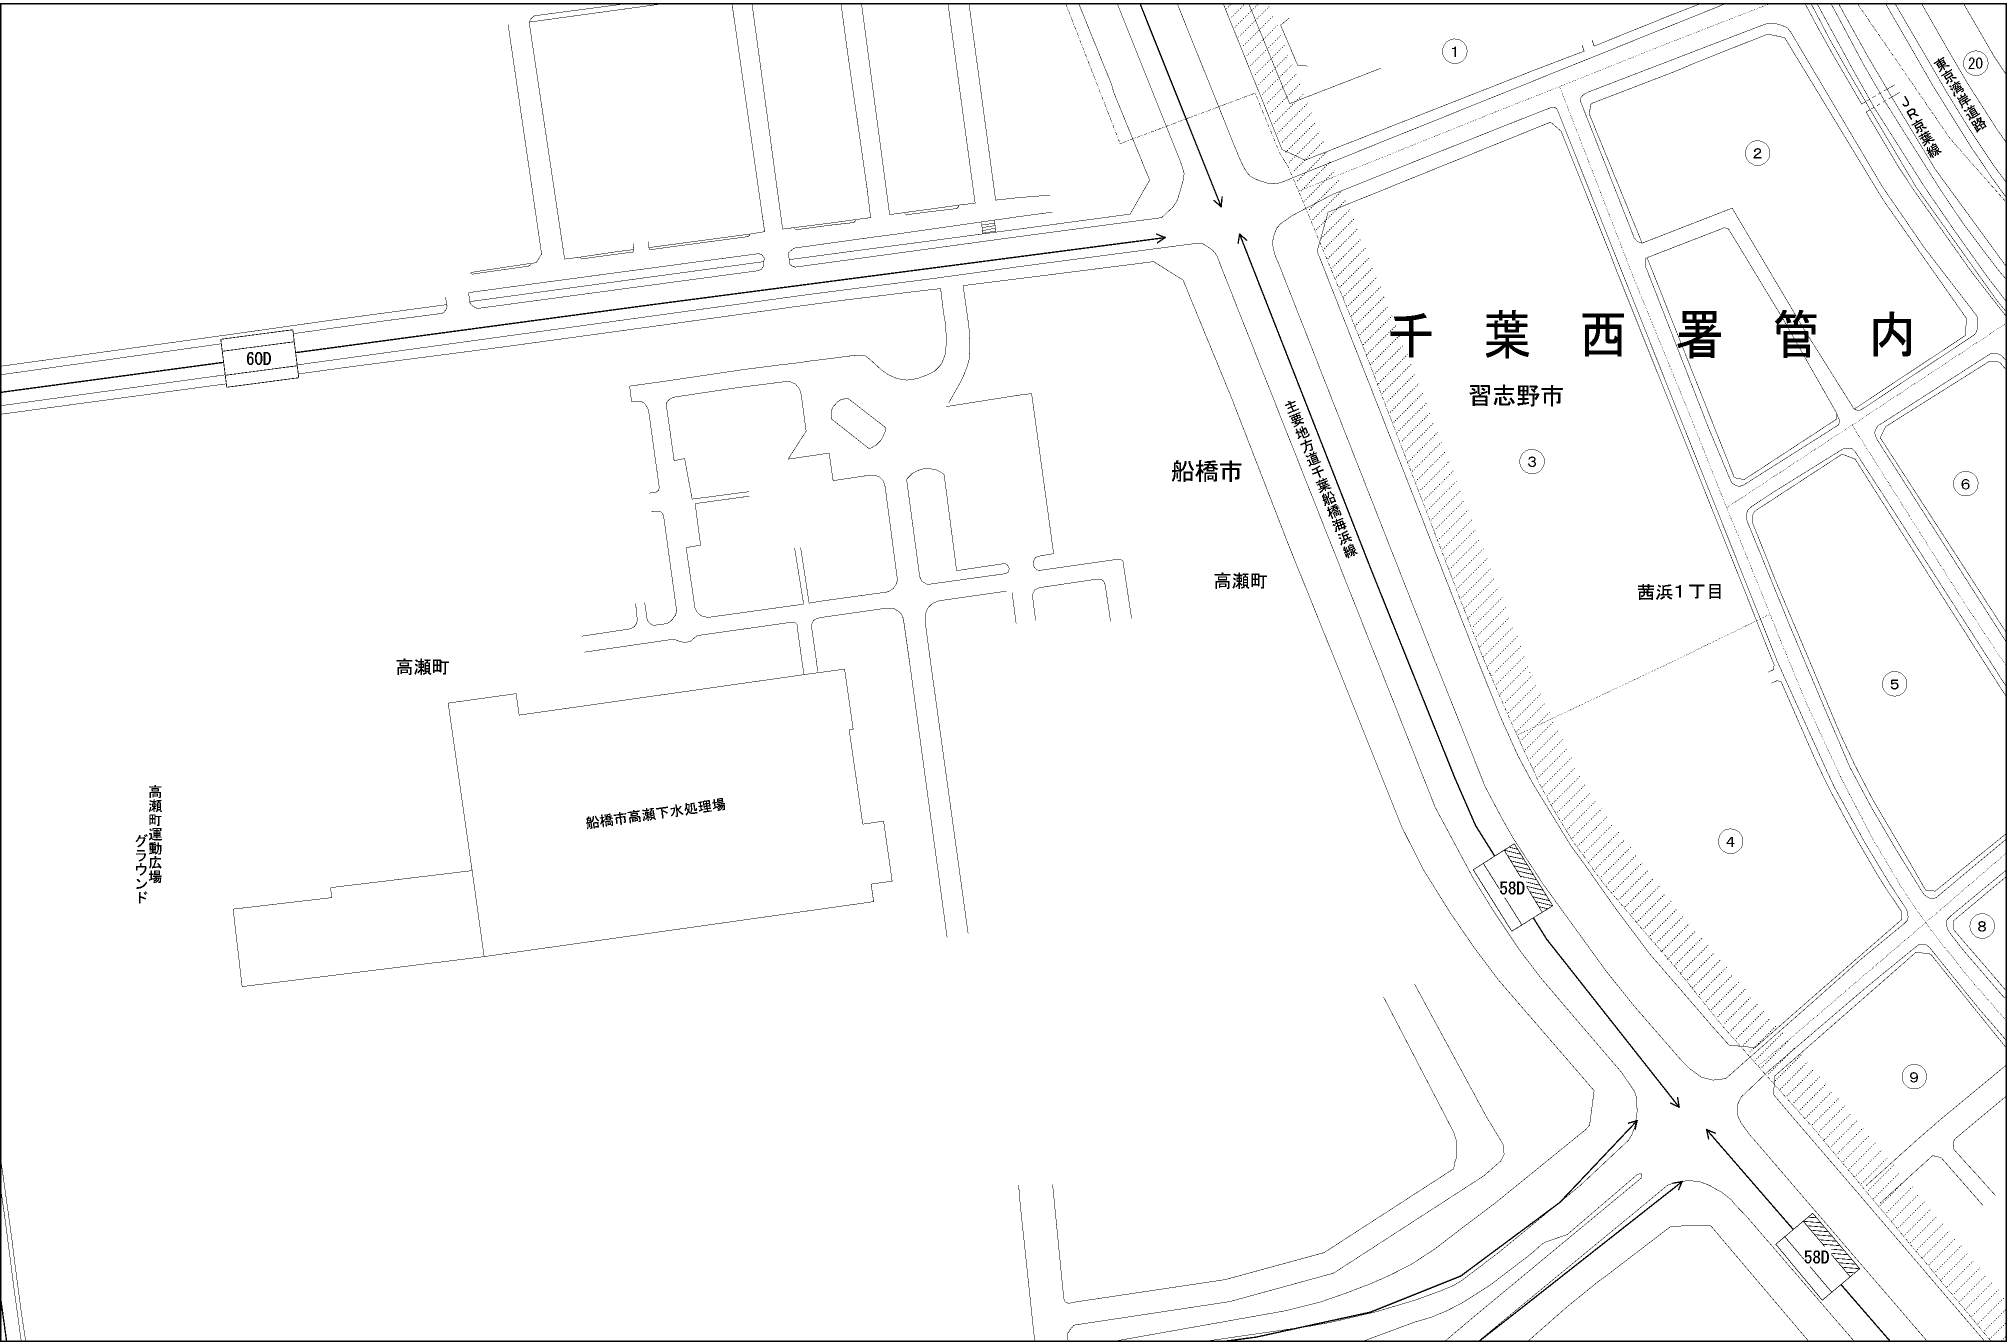 ①
⑳
東京湾岸道路
JR京葉線
②
千葉西署管内
60D
習志野市
主要地方道千葉船橋海浜線
船橋市
③
⑥
高瀬町
茜浜1丁目
高瀬町
⑤
高瀬町運動広場
グラウンド
船橋市高瀬下水処理場
④
58D
⑧
⑨
58D